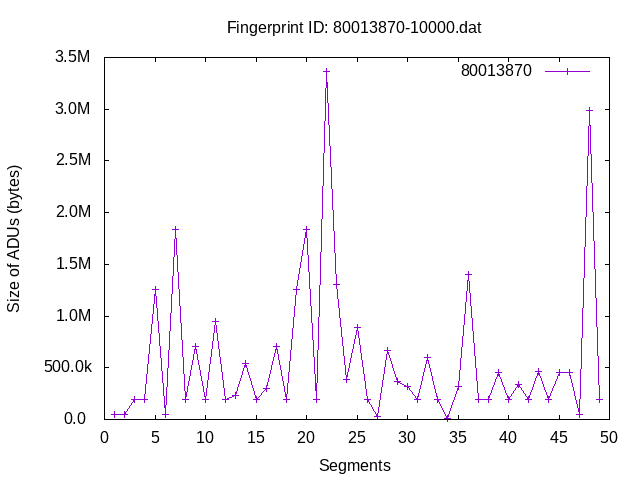 Fingerprint ID: 80013870-10000.dat
80013870
3.5M
3.0M
2.5M
2.0M
1.5M
1.0M
500.0k
0.0
Size of ADUs (bytes)
0 5 10 15 20 25 30 35 40 45 50
Segments